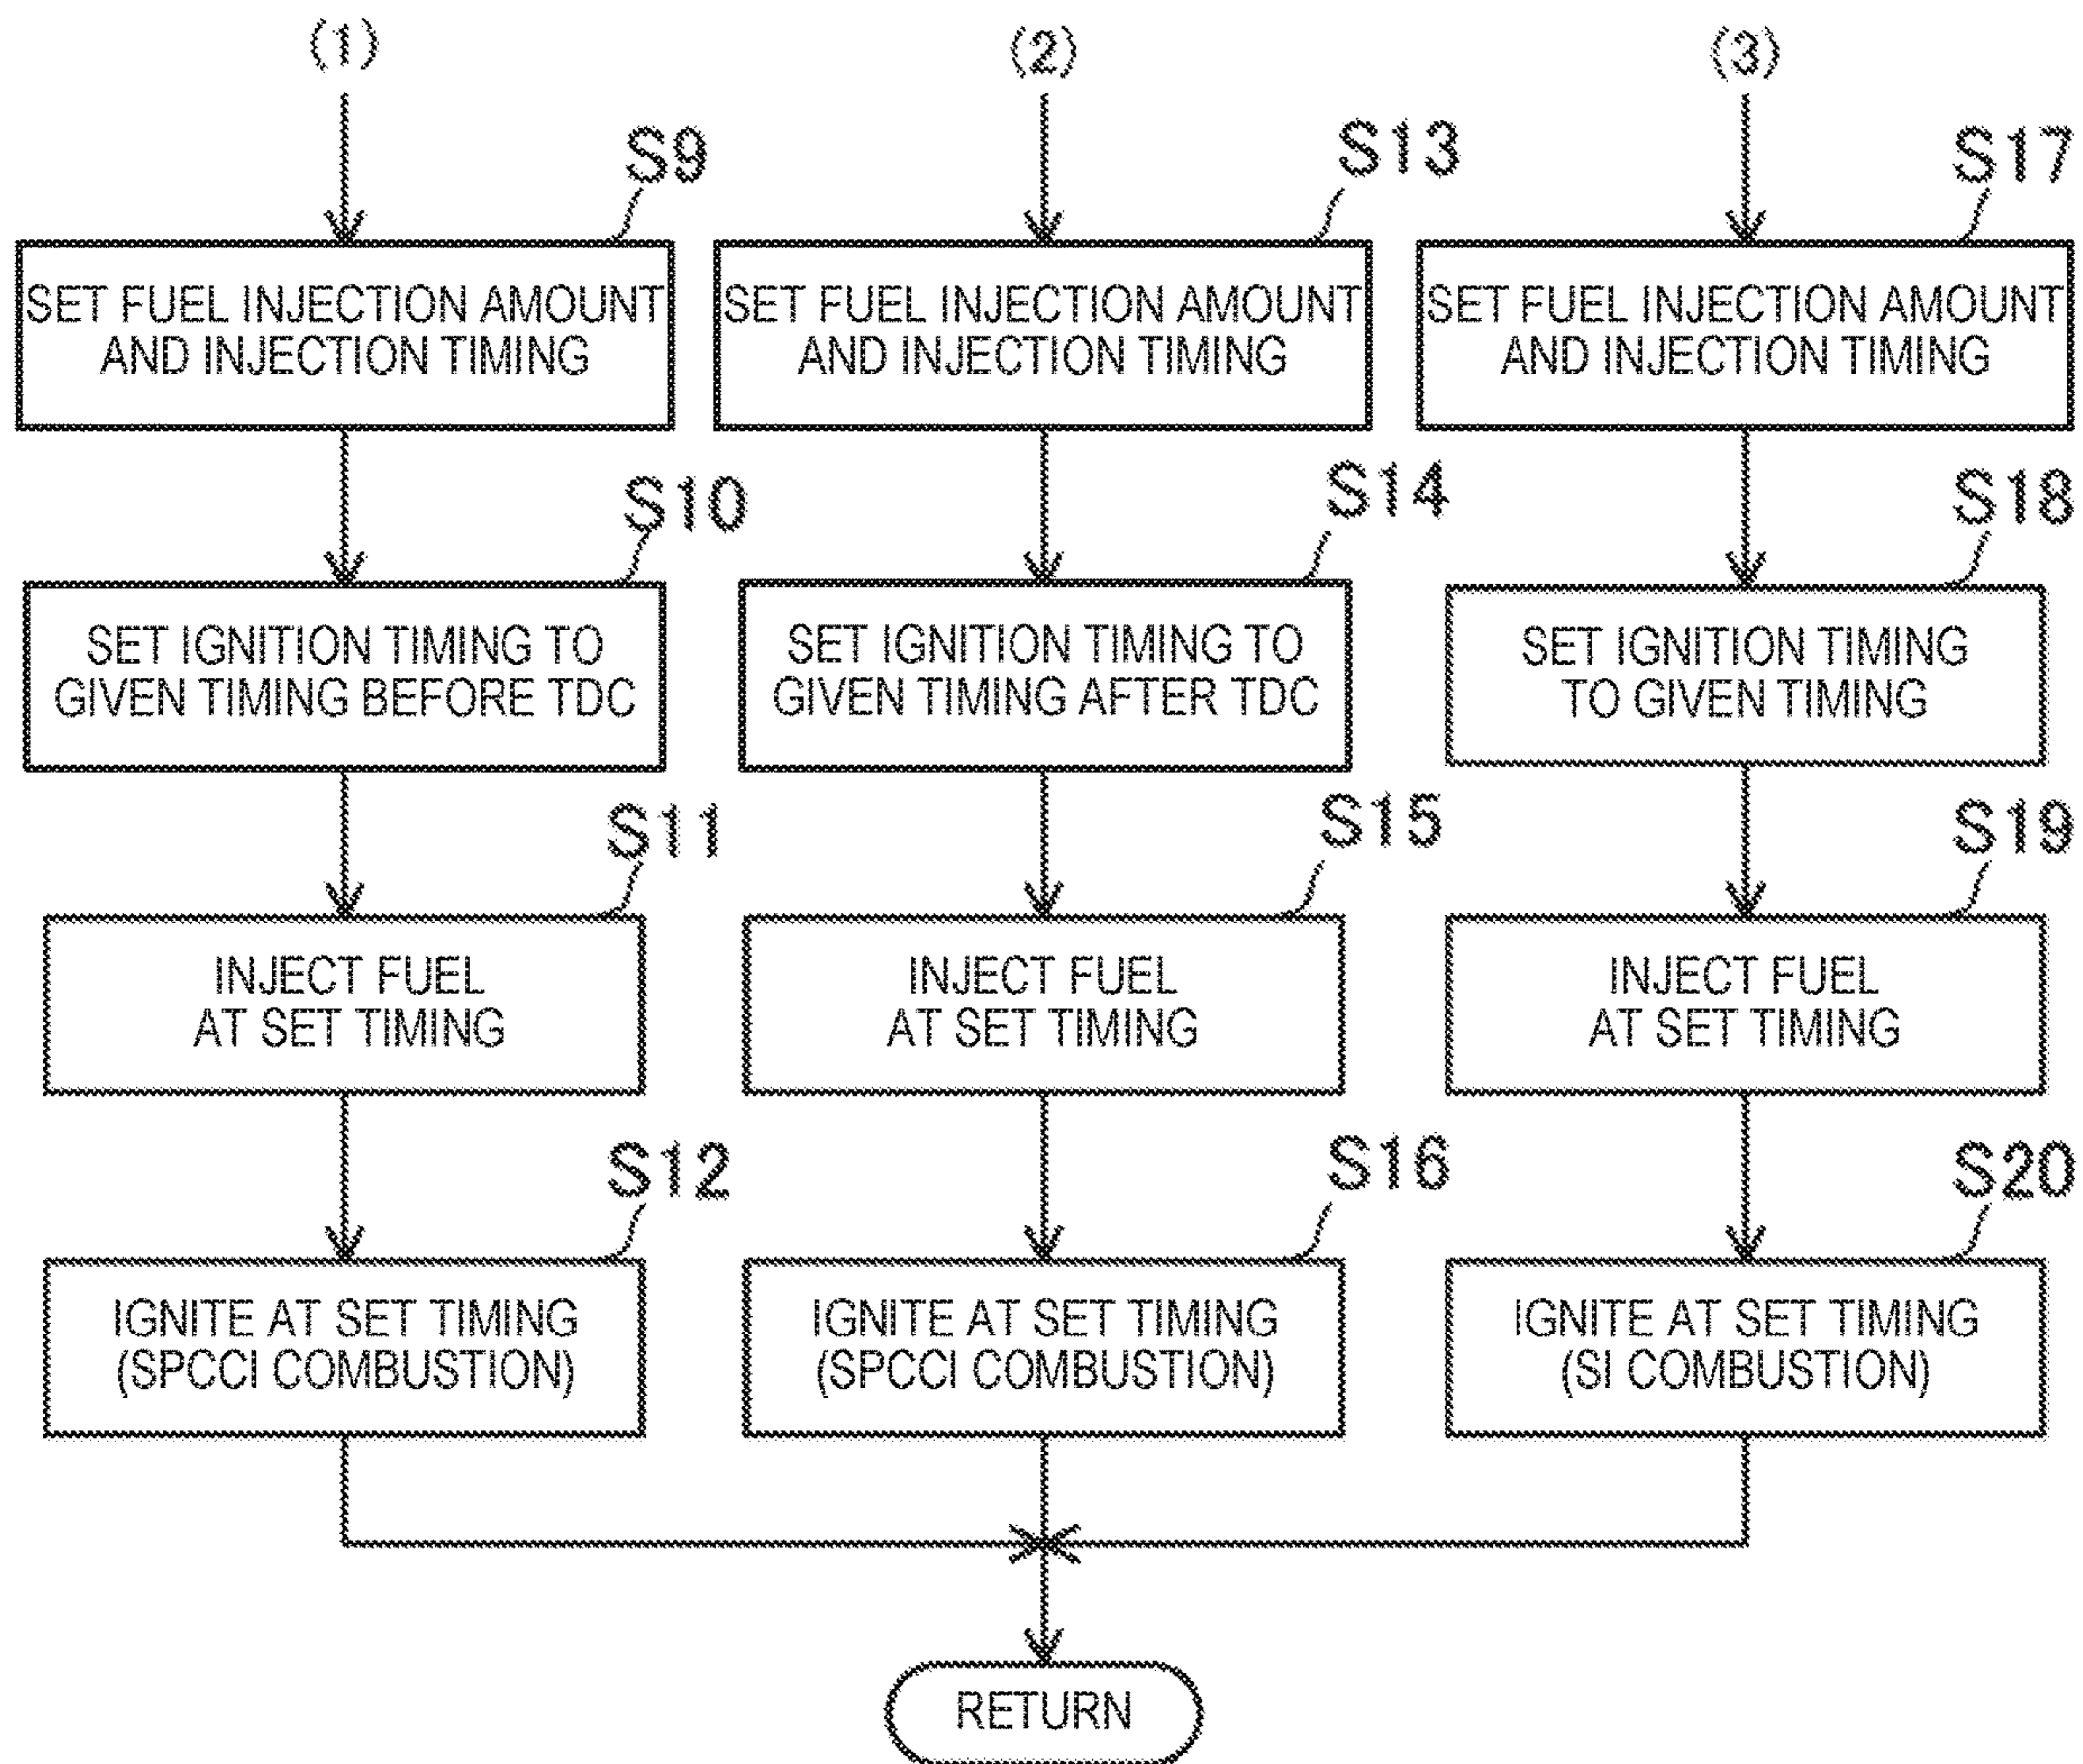 (1)
(2)
(3)
S9
S13
S17
SET FUEL INJECTION AMOUNT
AND INJECTION TIMING
SET FUEL INJECTION AMOUNT
AND INJECTION TIMING
SET FUEL INJECTION AMOUNT
AND INJECTION TIMING
S10
S14
S18
SET IGNITION TIMING TO
GIVEN TIMING BEFORE TDC
SET IGNITION TIMING TO
GIVEN TIMING AFTER TDC
SET IGNITION TIMING
TO GIVEN TIMING
S11
S15
S19
INJECT FUEL
AT SET TIMING
INJECT FUEL
AT SET TIMING
INJECT FUEL
AT SET TIMING
S12
S16
S20
IGNITE AT SET TIMING
(SPCCI COMBUSTION)
IGNITE AT SET TIMING
(SPCCI COMBUSTION)
IGNITE AT SET TIMING
(SI COMBUSTION)
RETURN